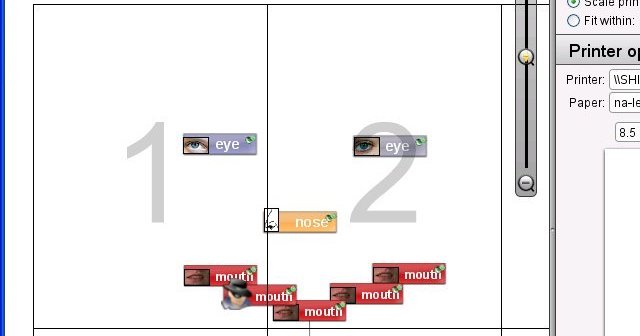 Scale prin
Fit within:
Printer op
Printer: \\SHI
Paper: na-le
8.5
1 2
eye eye
nose
mouth mouth
mouth mouth
mouth